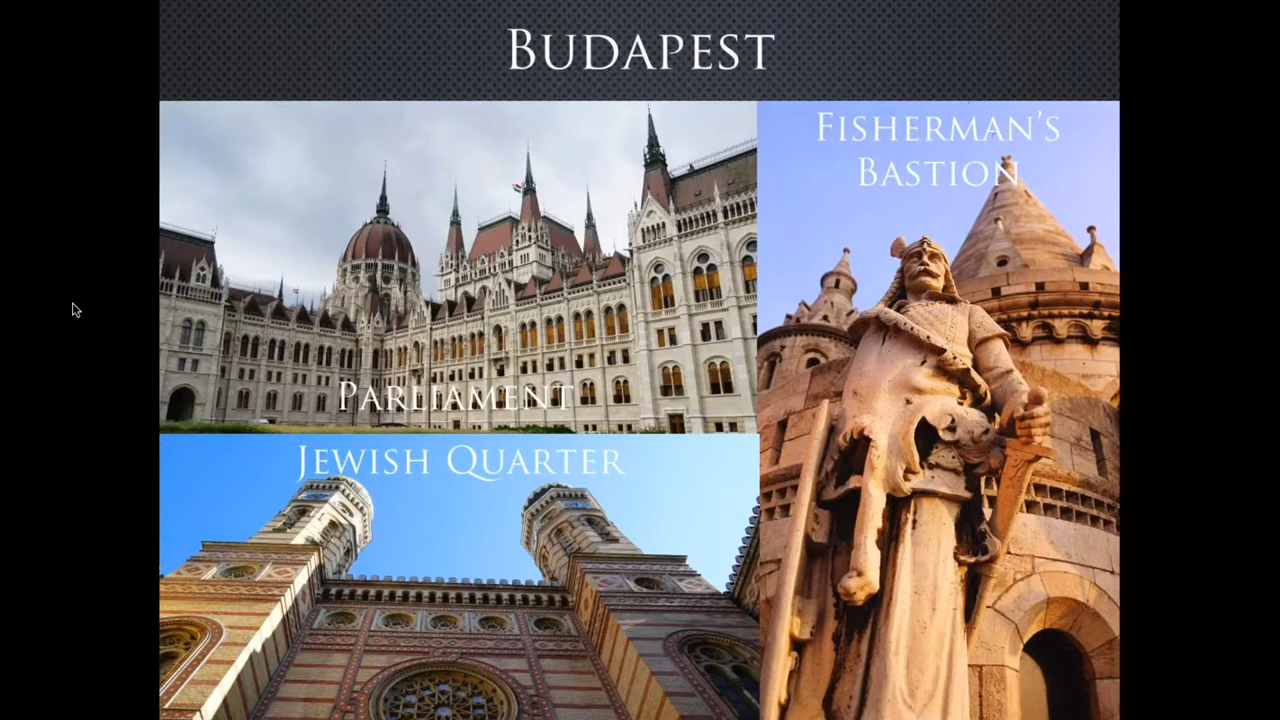 Budapest
Parliament
Fisherman's
Bastion
Jewish Quarter